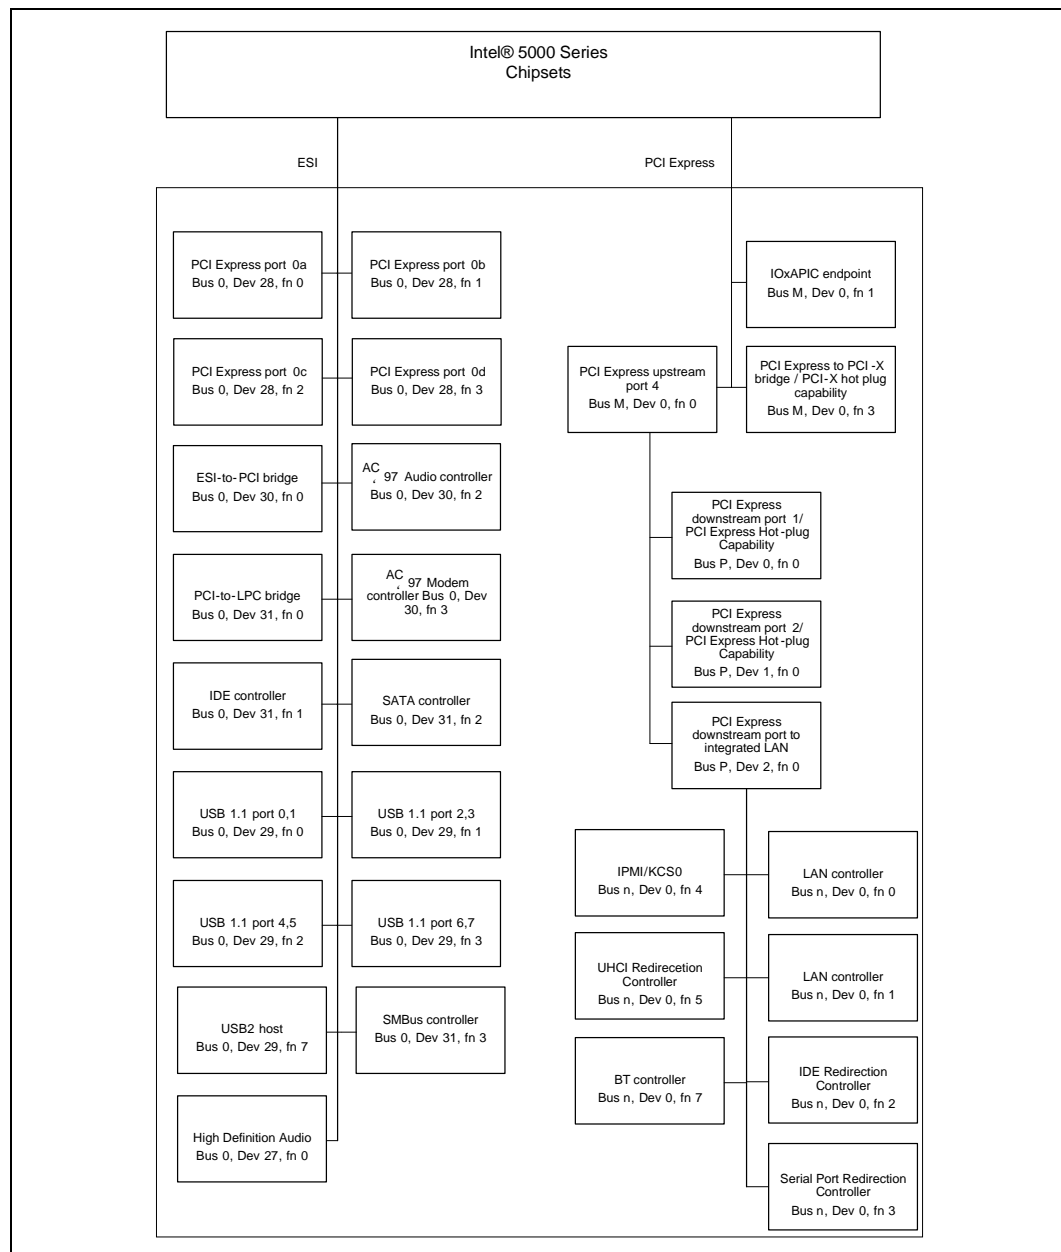 Intel® 5000 Series
Chipsets
ESI
PCI Express
PCI Express port 0a
Bus 0, Dev 28, fn 0
PCI Express port 0b
Bus 0, Dev 28, fn 1
PCI Express port 0c
Bus 0, Dev 28, fn 2
PCI Express port 0d
Bus 0, Dev 28, fn 3
ESI-to-PCI bridge
Bus 0, Dev 30, fn 0
AC ‘ 97 Audio controller
Bus 0, Dev 30, fn 2
PCI-to-LPC bridge
Bus 0, Dev 31, fn 0
AC ‘ 97 Modem
controller Bus 0, Dev
30, fn 3
IDE controller
Bus 0, Dev 31, fn 1
SATA controller
Bus 0, Dev 31, fn 2
USB 1.1 port 0,1
Bus 0, Dev 29, fn 0
USB 1.1 port 2,3
Bus 0, Dev 29, fn 1
USB 1.1 port 4,5
Bus 0, Dev 29, fn 2
USB 1.1 port 6,7
Bus 0, Dev 29, fn 3
USB2 host
Bus 0, Dev 29, fn 7
SMBus controller
Bus 0, Dev 31, fn 3
High Definition Audio
Bus 0, Dev 27, fn 0
IOxAPIC endpoint
Bus M, Dev 0, fn 1
PCI Express upstream
port 4
Bus M, Dev 0, fn 0
PCI Express to PCI-X
bridge / PCI-X hot plug
capability
Bus M, Dev 0, fn 3
PCI Express
downstream port 1/
PCI Express Hot-plug
Capability
Bus P, Dev 0, fn 0
PCI Express
downstream port 2/
PCI Express Hot-plug
Capability
Bus P, Dev 1, fn 0
PCI Express
downstream port to
integrated LAN
Bus P, Dev 2, fn 0
IPMI/KCS0
Bus n, Dev 0, fn 4
LAN controller
Bus n, Dev 0, fn 0
UHCI Redirecetion
Controller
Bus n, Dev 0, fn 5
LAN controller
Bus n, Dev 0, fn 1
BT controller
Bus n, Dev 0, fn 7
IDE Redirection
Controller
Bus n, Dev 0, fn 2
Serial Port Redirection
Controller
Bus n, Dev 0, fn 3